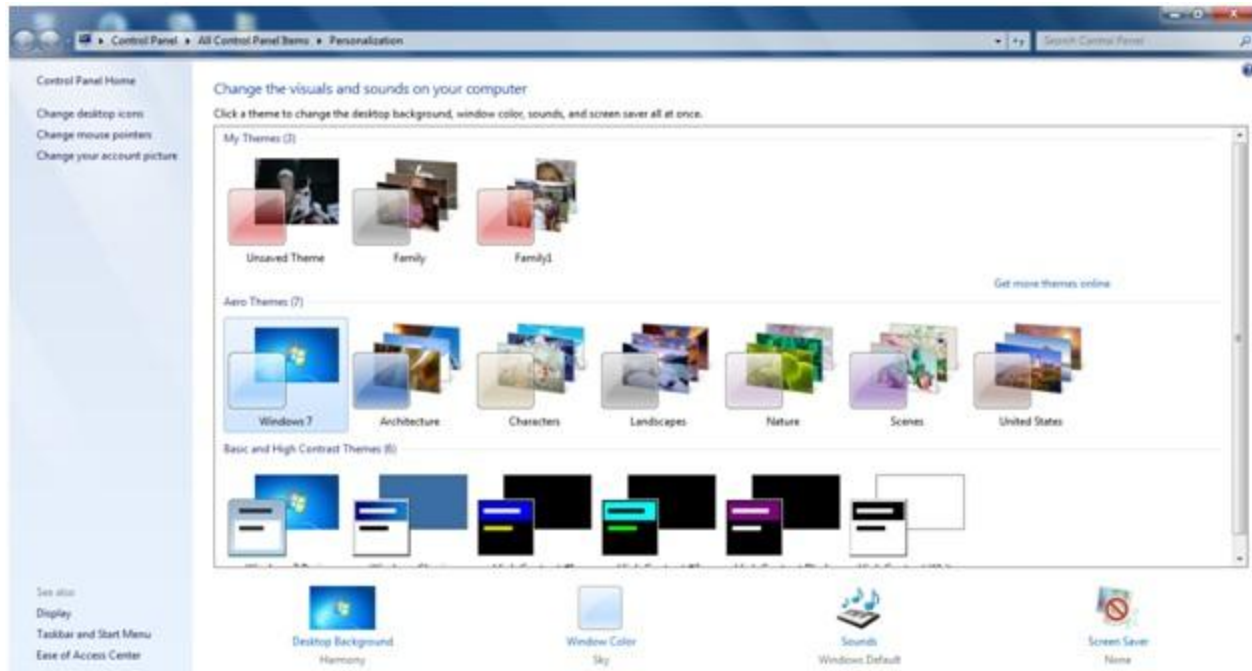 Control Panel ▸ All Control Panel Items ▸ Personalization
Search Control Panel
Control Panel Home
Change desktop icons
Change mouse pointers
Change your account picture
Change the visuals and sounds on your computer
Click a theme to change the desktop background, window color, sounds, and screen saver all at once.
My Themes (3)
Unsaved Theme Family Family1
Get more themes online
Aero Themes (7)
Windows 7 Architecture Characters Landscapes Nature Scenes United States
Basic and High Contrast Themes (6)
See also
Display
Taskbar and Start Menu
Ease of Access Center
Desktop Background Window Color Sounds Screen Saver
Harmony Sky Windows Default None